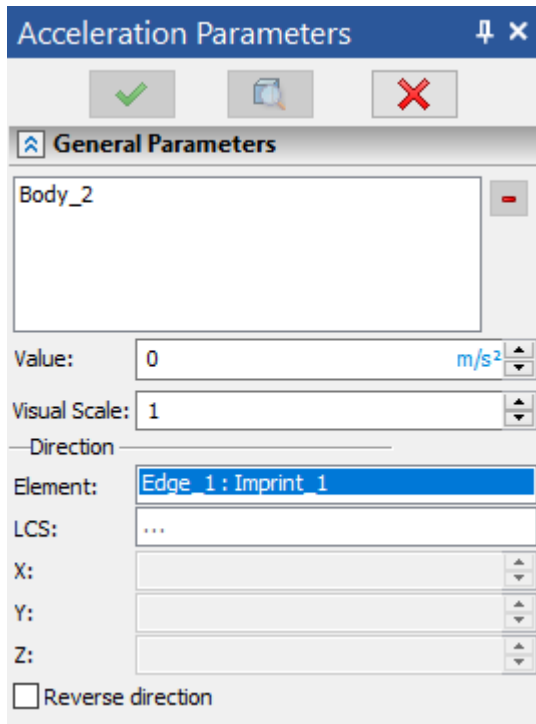 Acceleration Parameters
General Parameters
Body_2
Value: 0 m/s²
Visual Scale: 1
Direction
Element: Edge_1 : Imprint_1
LCS: ...
X:
Y:
Z:
Reverse direction